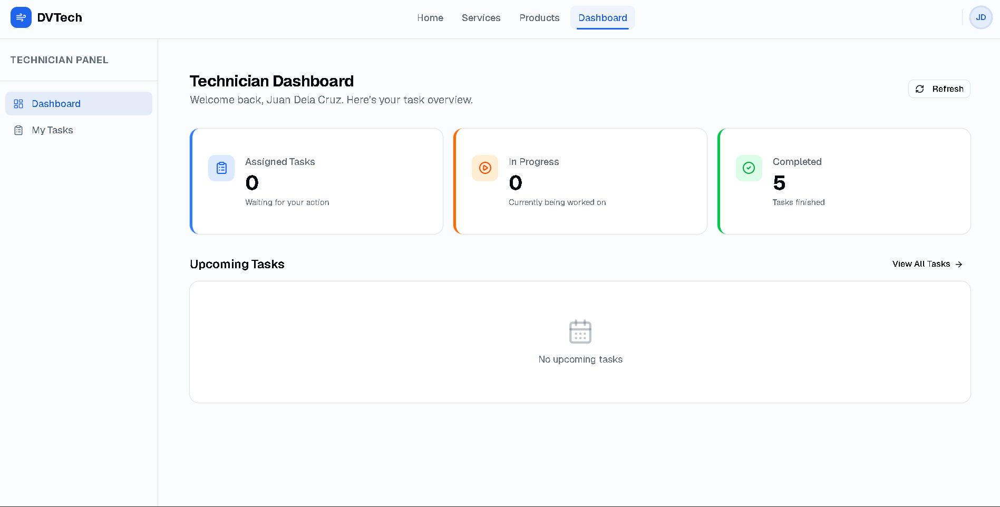 DVTech
Home Services Products Dashboard
JD
TECHNICIAN PANEL
Dashboard
My Tasks
Technician Dashboard
Welcome back, Juan Dela Cruz. Here's your task overview.
Refresh
Assigned Tasks
0
Waiting for your action
In Progress
0
Currently being worked on
Completed
5
Tasks finished
Upcoming Tasks
View All Tasks →
No upcoming tasks